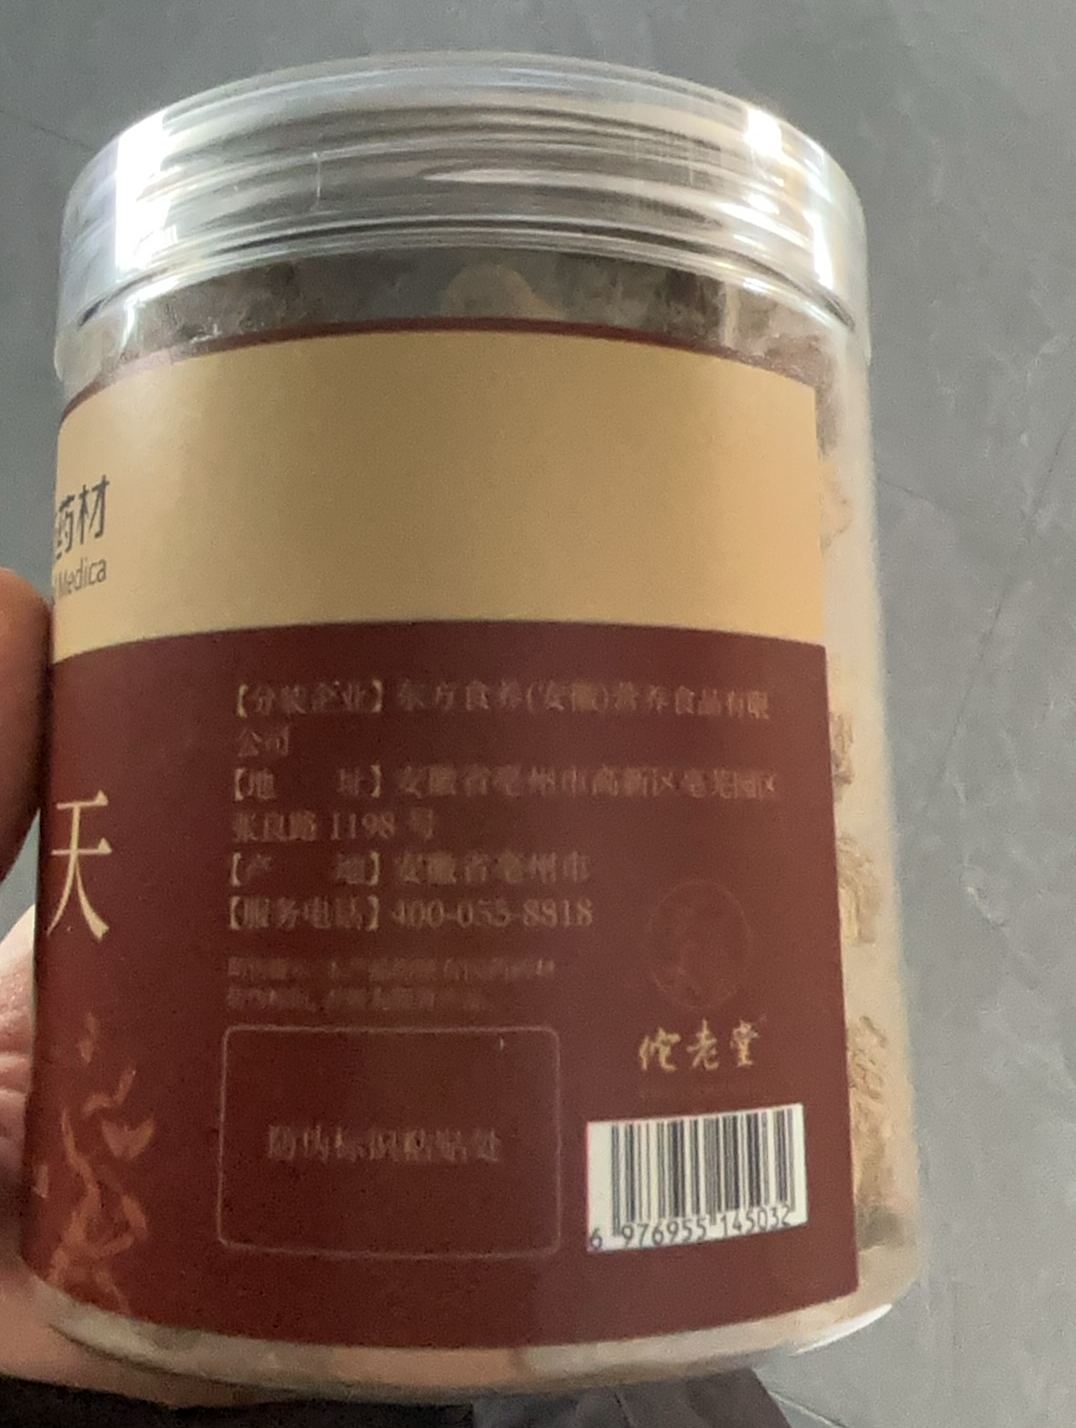 药材
Medica
天
【分装企业】东方食养(安徽)营养食品有限
公司
【地 址】安徽省亳州市高新区亳芜园区
张良路 1198 号
【产 地】安徽省亳州市
【服务电话】400-055-8818
防伪标识粘贴处
佗老堂
6 976955 145032